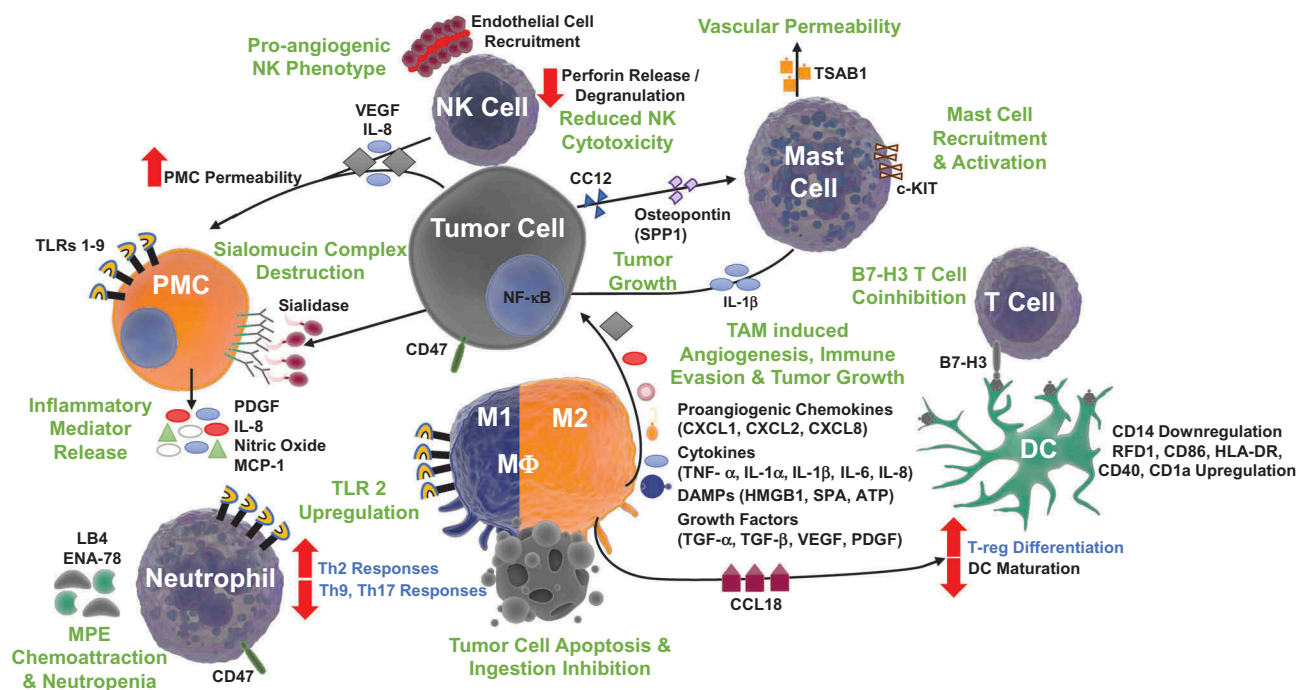 Endothelial Cell
Recruitment
Pro-angiogenic
NK Phenotype
NK Cell
Perforin Release /
Degranulation
Reduced NK
Cytotoxicity
VEGF
IL-8
PMC Permeability
Vascular Permeability
TSAB1
Mast Cell
Recruitment
& Activation
Mast
Cell
c-KIT
CC12
Osteopontin
(SPP1)
Tumor
Growth
IL-1β
Tumor Cell
NF-κB
CD47
TLRs 1-9
PMC
Sialomucin Complex
Destruction
Sialidase
Inflammatory
Mediator
Release
PDGF
IL-8
Nitric Oxide
MCP-1
B7-H3 T Cell
Coinhibition
T Cell
B7-H3
DC
CD14 Downregulation
RFD1, CD86, HLA-DR,
CD40, CD1a Upregulation
TAM induced
Angiogenesis, Immune
Evasion & Tumor Growth
Proangiogenic Chemokines
(CXCL1, CXCL2, CXCL8)
Cytokines
(TNF- α, IL-1α, IL-1β, IL-6, IL-8)
DAMPs (HMGB1, SPA, ATP)
Growth Factors
(TGF-α, TGF-β, VEGF, PDGF)
M1
M2
MΦ
TLR 2
Upregulation
LB4
ENA-78
Neutrophil
Th2 Responses
Th9, Th17 Responses
MPE
Chemoattraction
& Neutropenia
CD47
Tumor Cell Apoptosis &
Ingestion Inhibition
CCL18
T-reg Differentiation
DC Maturation